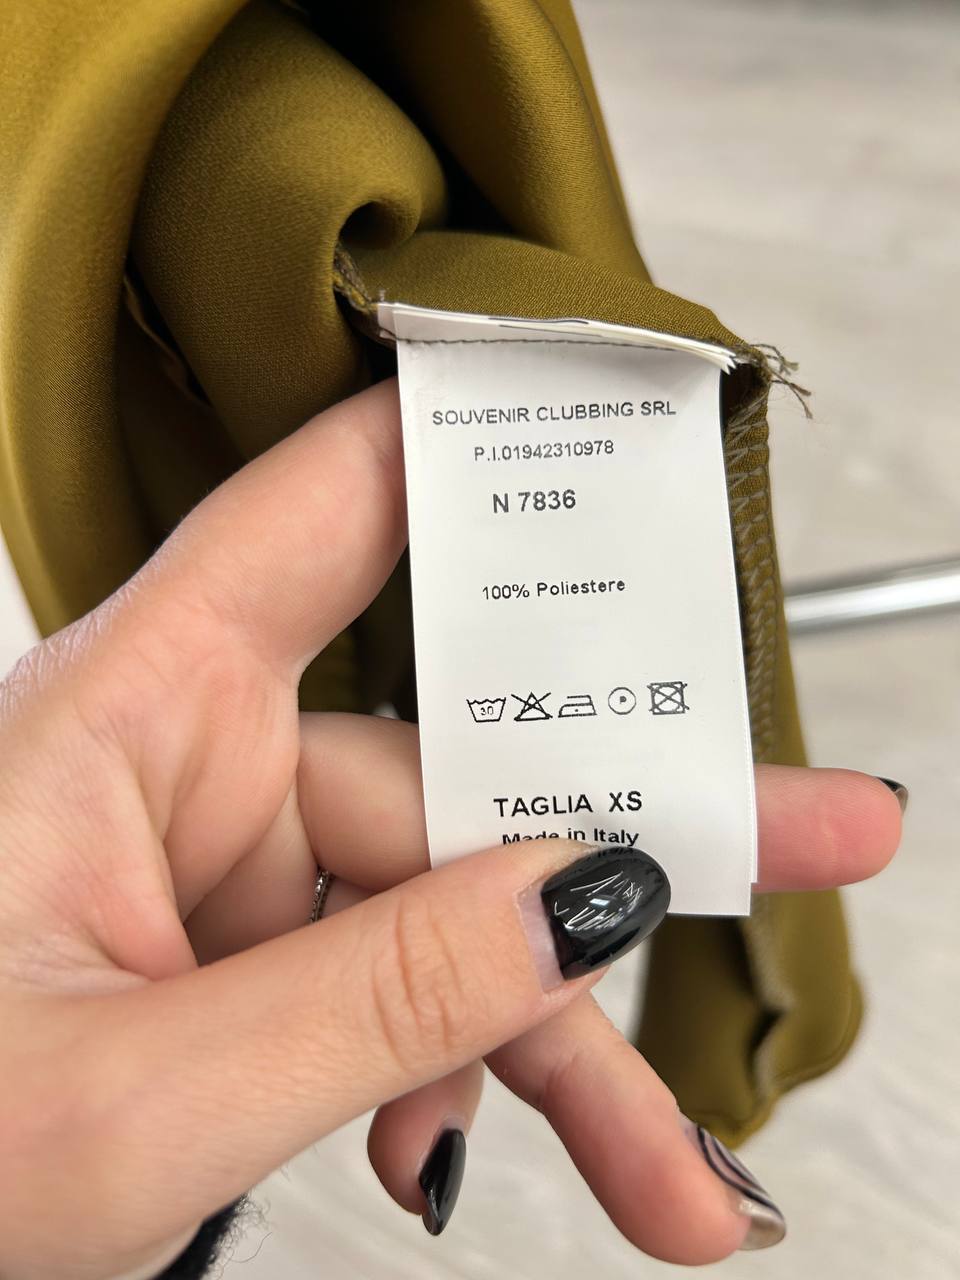 SOUVENIR CLUBBING SRL
P.I.01942310978
N 7836
100% Poliestere
30
P
TAGLIA XS
Made in Italy